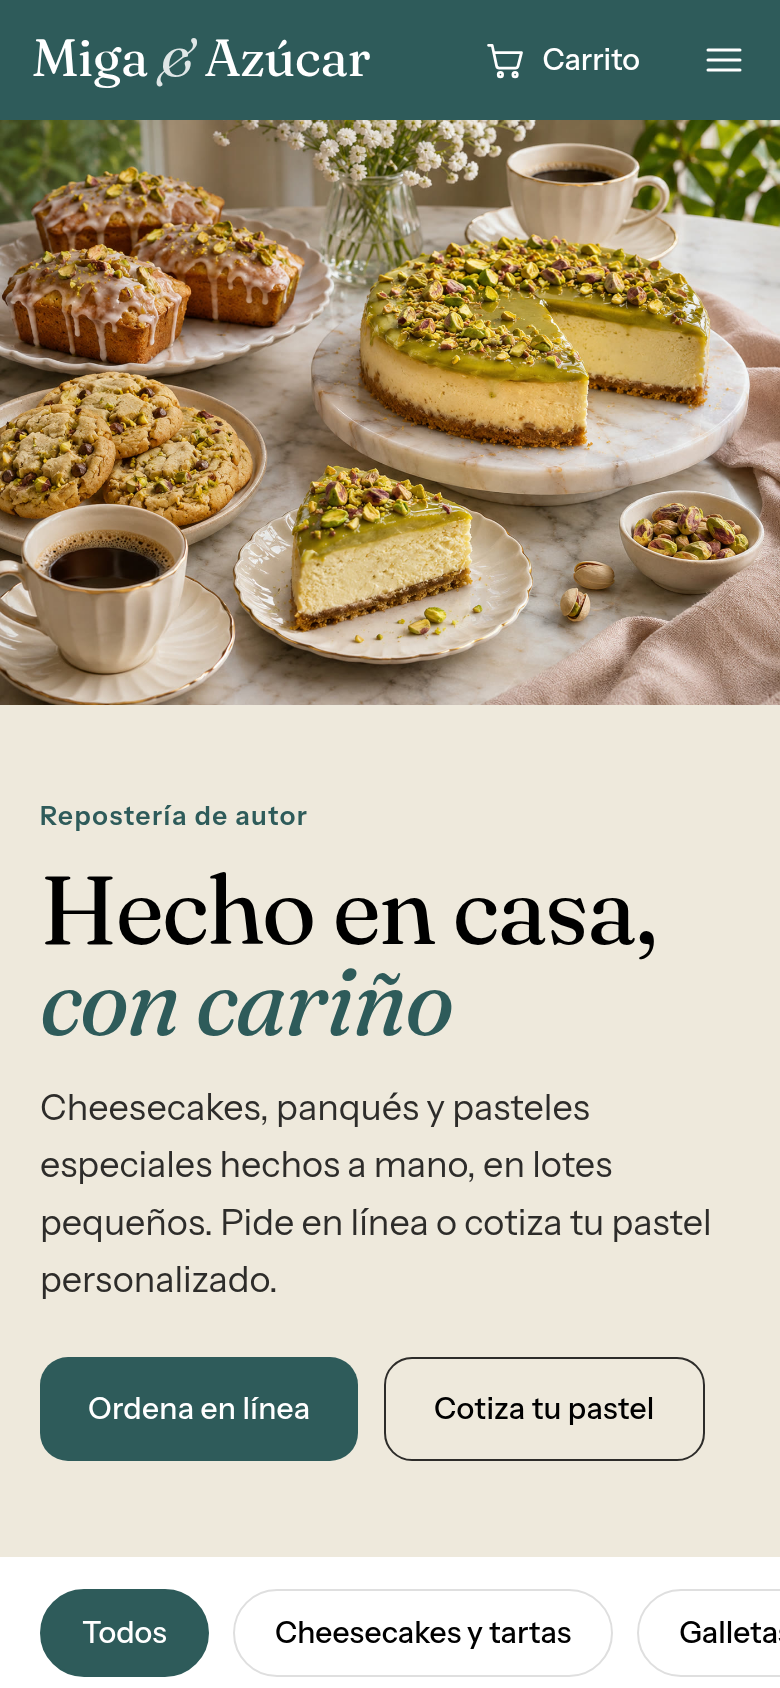 Miga & Azúcar
Carrito
Repostería de autor
Hecho en casa,
con cariño
Cheesecakes, panqués y pasteles
especiales hechos a mano, en lotes
pequeños. Pide en línea o cotiza tu pastel
personalizado.
Ordena en línea
Cotiza tu pastel
Todos
Cheesecakes y tartas